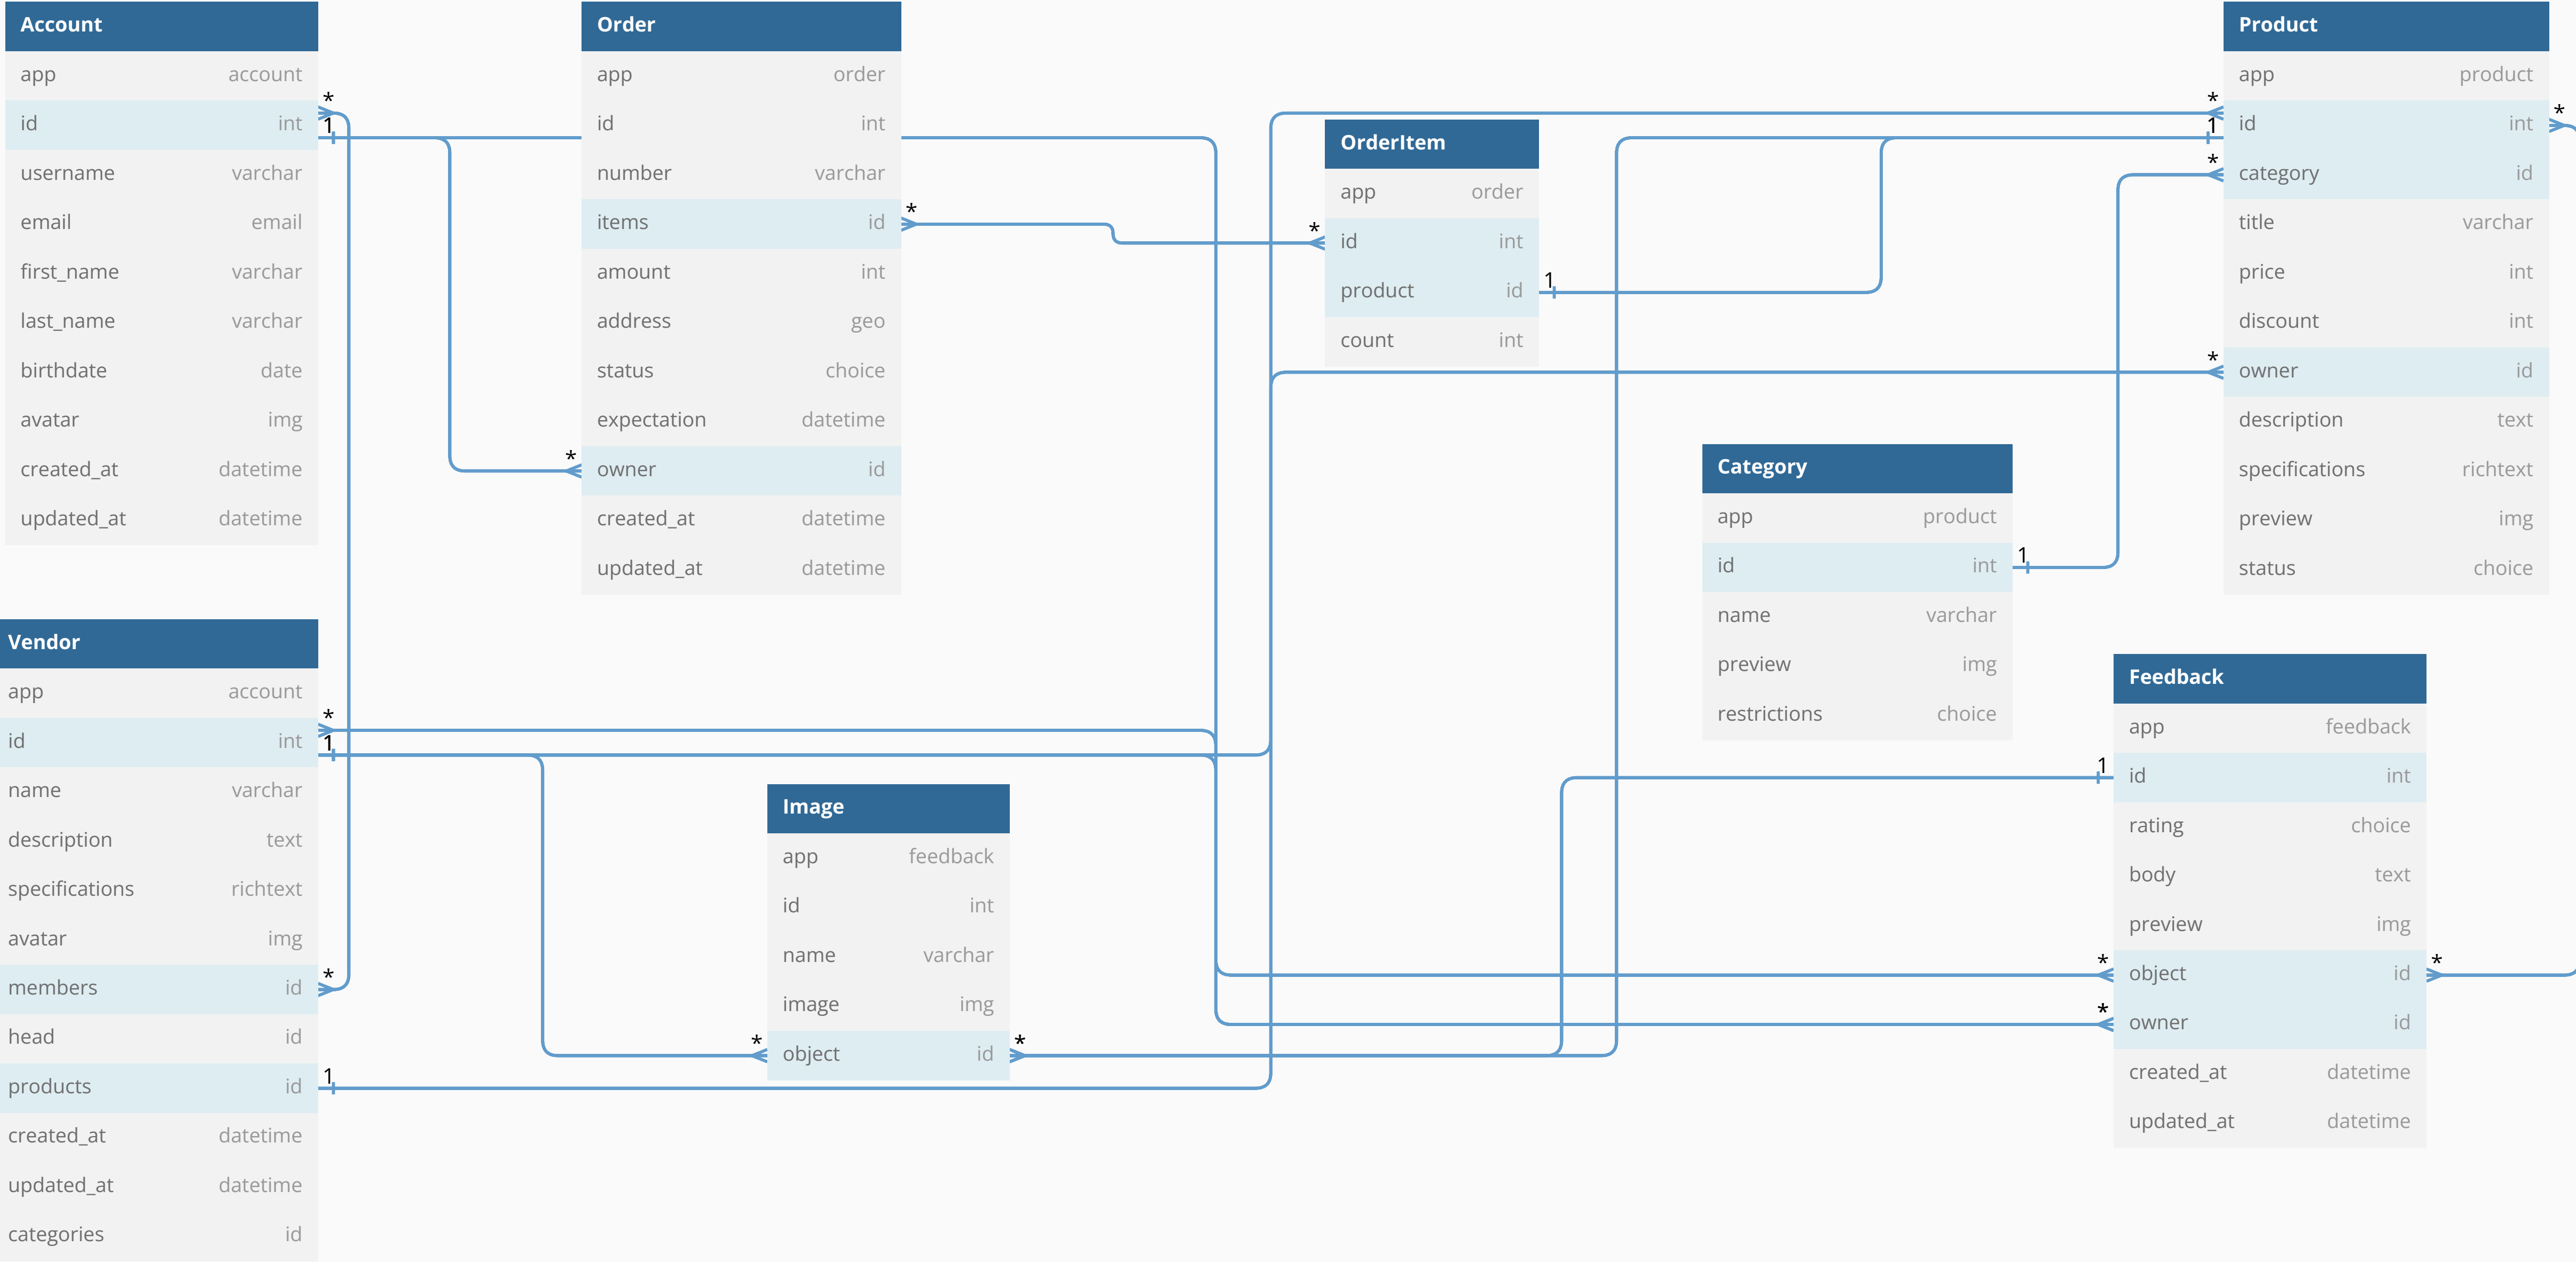 Account
app account
id int
username varchar
email email
first_name varchar
last_name varchar
birthdate date
avatar img
created_at datetime
updated_at datetime
*
1
Order
app order
id int
number varchar
items id
amount int
address geo
status choice
expectation datetime
owner id
created_at datetime
updated_at datetime
*
*
OrderItem
app order
id int
product id
count int
*
1
Product
app product
id int
category id
title varchar
price int
discount int
owner id
description text
specifications richtext
preview img
status choice
*
1
*
*
*
Category
app product
id int
name varchar
preview img
restrictions choice
1
Vendor
app account
id int
name varchar
description text
specifications richtext
avatar img
members id
head id
products id
created_at datetime
updated_at datetime
categories id
*
1
*
1
Image
app feedback
id int
name varchar
image img
object id
*
*
Feedback
app feedback
id int
rating choice
body text
preview img
object id
owner id
created_at datetime
updated_at datetime
1
*
*
*